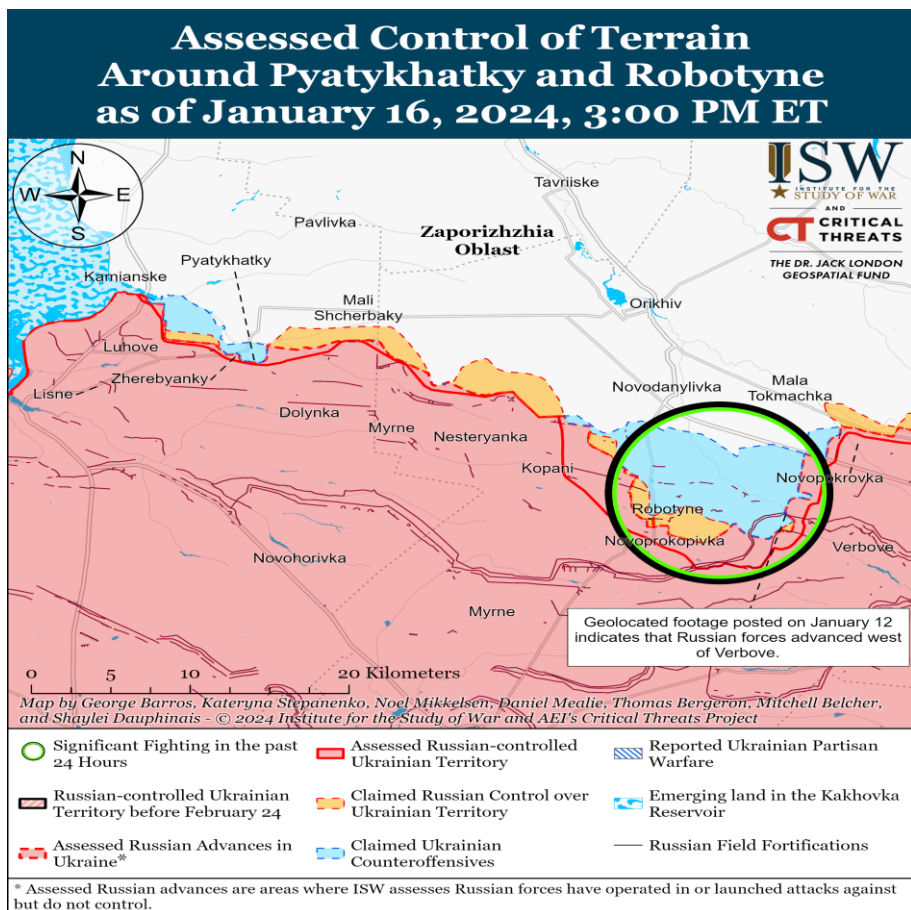 Assessed Control of Terrain
Around Pyatykhatky and Robotyne
as of January 16, 2024, 3:00 PM ET
N
W
E
S
ISW
INSTITUTE FOR THE
STUDY OF WAR
AND
CT CRITICAL
THREATS
THE DR. JACK LONDON
GEOSPATIAL FUND
Tavriiske
Pavlivka
Zaporizhzhia
Oblast
Pyatykhatky
Kamianske
Mali
Shcherbaky
Orikhiv
Luhove
Zherebyanky
Lisne
Novodanylivka
Mala
Tokmachka
Dolynka
Myrne
Nesteryanka
Kopani
Novopokrovka
Robotyne
Novoprokopivka
Verbove
Novohorivka
Myrne
Geolocated footage posted on January 12
indicates that Russian forces advanced west
of Verbove.
0 5 10 20 Kilometers
Map by George Barros, Kateryna Stepanenko, Noel Mikkelsen, Daniel Mealie, Thomas Bergeron, Mitchell Belcher,
and Shaylei Dauphinais - © 2024 Institute for the Study of War and AEI's Critical Threats Project
Significant Fighting in the past
24 Hours
Russian-controlled Ukrainian
Territory before February 24
Assessed Russian Advances in
Ukraine*
Assessed Russian-controlled
Ukrainian Territory
Claimed Russian Control over
Ukrainian Territory
Claimed Ukrainian
Counteroffensives
Reported Ukrainian Partisan
Warfare
Emerging land in the Kakhovka
Reservoir
Russian Field Fortifications
* Assessed Russian advances are areas where ISW assesses Russian forces have operated in or launched attacks against
but do not control.